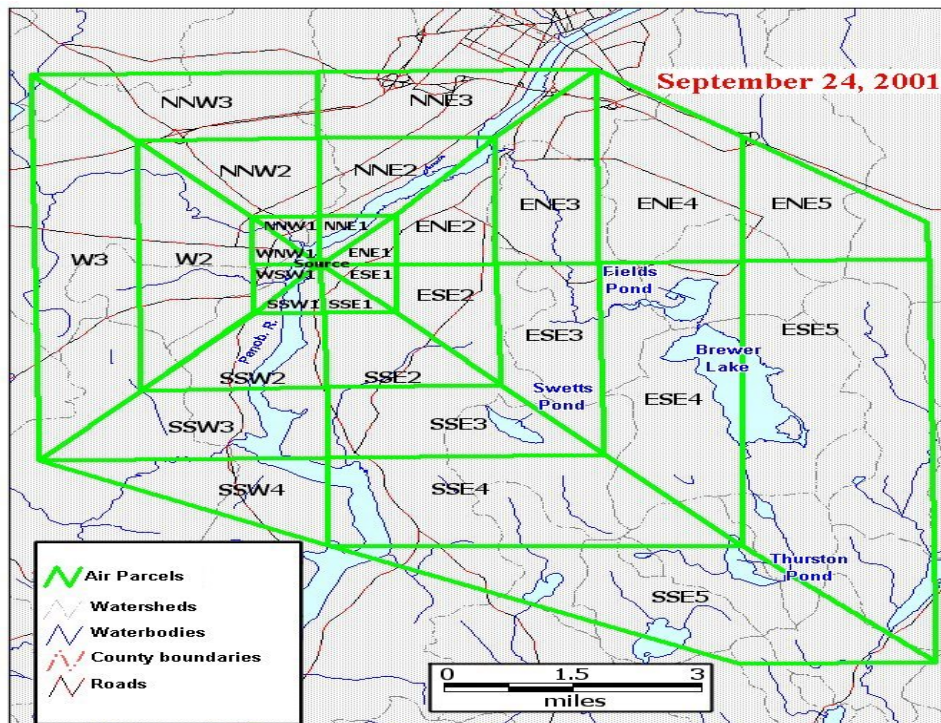 September 24, 2001
NNW3
NNE3
NNW2
NNE2
ENE3
ENE4
ENE5
NNW1
NNE1
ENE2
WNW1
ENE1
W3
W2
Source
WSW1
ESE1
Fields
Pond
SSW1
SSE1
ESE2
ESE3
ESE5
Penob. R.
Brewer
Lake
SSW2
SSE2
Swetts
Pond
ESE4
SSW3
SSE3
SSW4
SSE4
Thurston
Pond
SSE5
Air Parcels
Watersheds
Waterbodies
County boundaries
Roads
0 1.5 3
miles